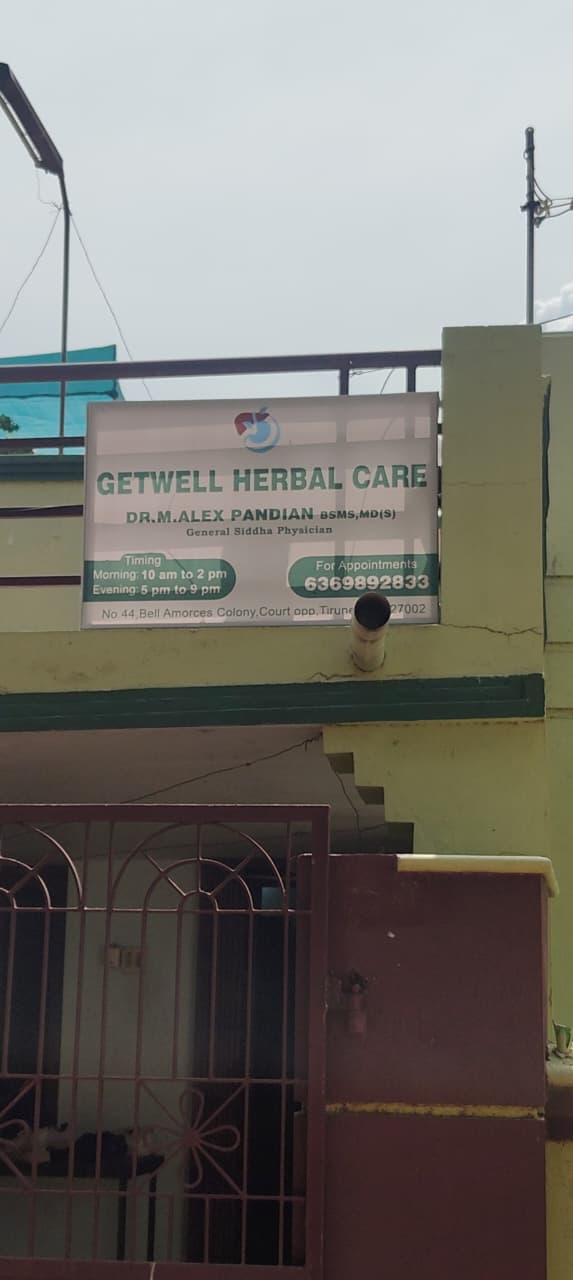 GETWELL HERBAL CARE
DR.M.ALEX PANDIAN BSMS,MD(S)
General Siddha Physician
Timing
Morning: 10 am to 2 pm
Evening: 5 pm to 9 pm
For Appointments
6369892833
No 44,Bell Amorces Colony,Court opp, 27002